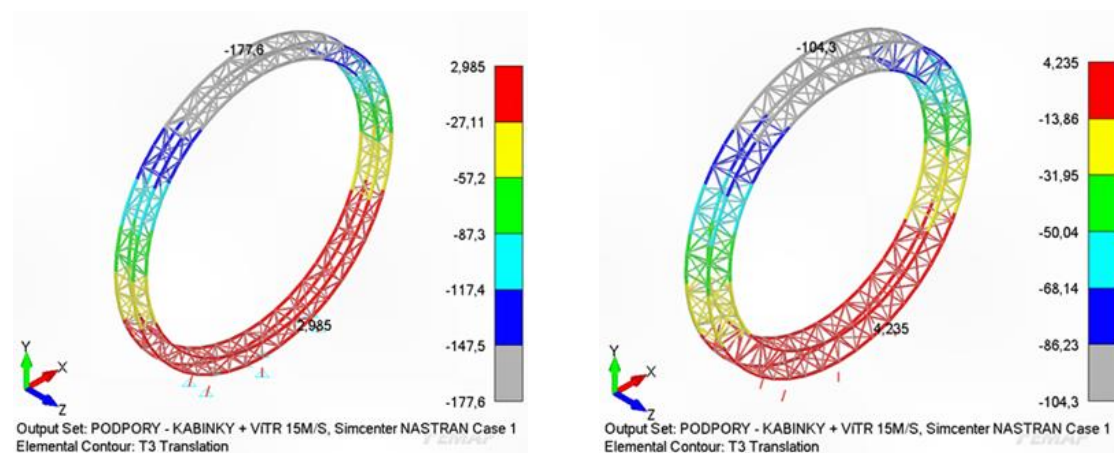 -177,6
2,985
2,985
-27,11
-57,2
-87,3
-117,4
-147,5
-177,6
Y
X
Z
Output Set: PODPORY - KABINKY + ViTR 15M/S, Simcenter NASTRAN Case 1
Elemental Contour: T3 Translation
FEMAP
-104,3
4,235
4,235
-13,86
-31.95
-50,04
-68,14
-86,23
-104,3
Y
X
Z
Output Set: PODPORY - KABINKY + ViTR 15M/S, Simcenter NASTRAN Case 1
Elemental Contour: T3 Translation
FEMAP